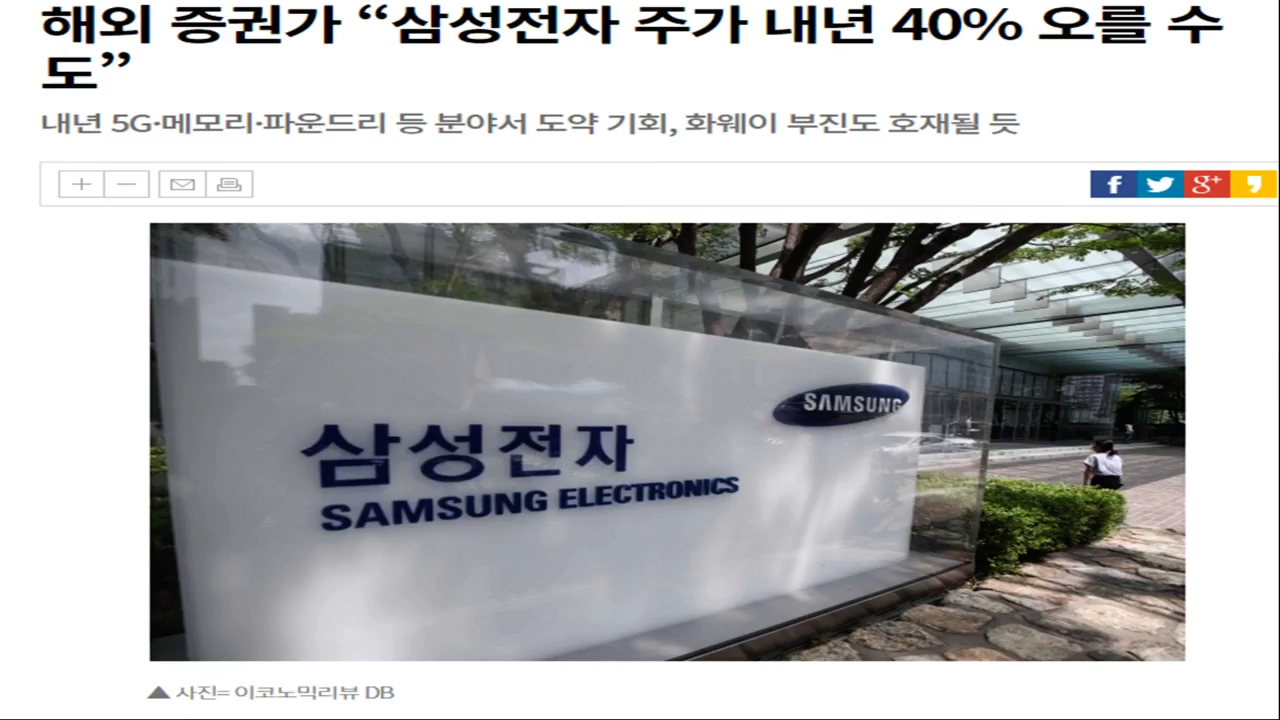 해외 증권가 “삼성전자 주가 내년 40% 오를 수
도”
내년 5G·메모리·파운드리 등 분야서 도약 기회, 화웨이 부진도 호재될 듯
SAMSUNG
삼성전자
SAMSUNG ELECTRONICS
▲ 사진= 이코노믹리뷰 DB